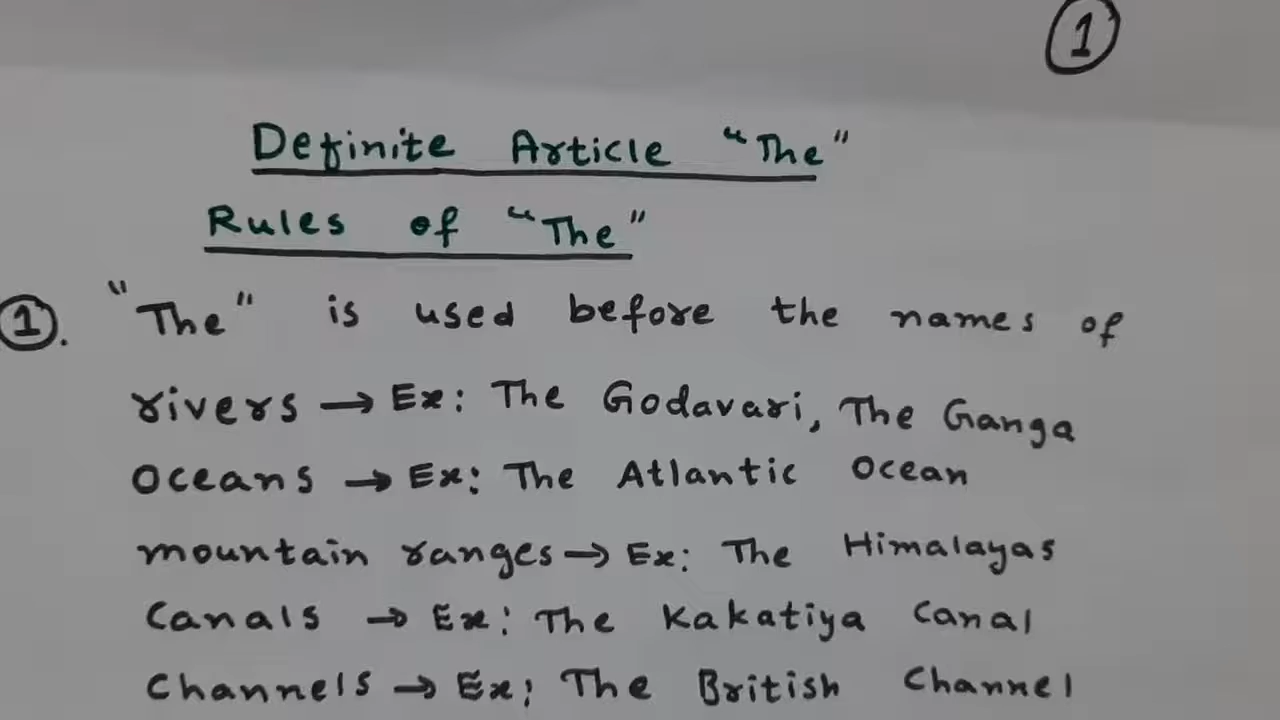 1
Definite Article "The"
Rules of "The"
1. "The" is used before the names of
rivers → Ex: The Godavari, The Ganga
Oceans → Ex: The Atlantic Ocean
mountain ranges → Ex: The Himalayas
Canals → Ex: The Kakatiya Canal
Channels → Ex: The British Channel